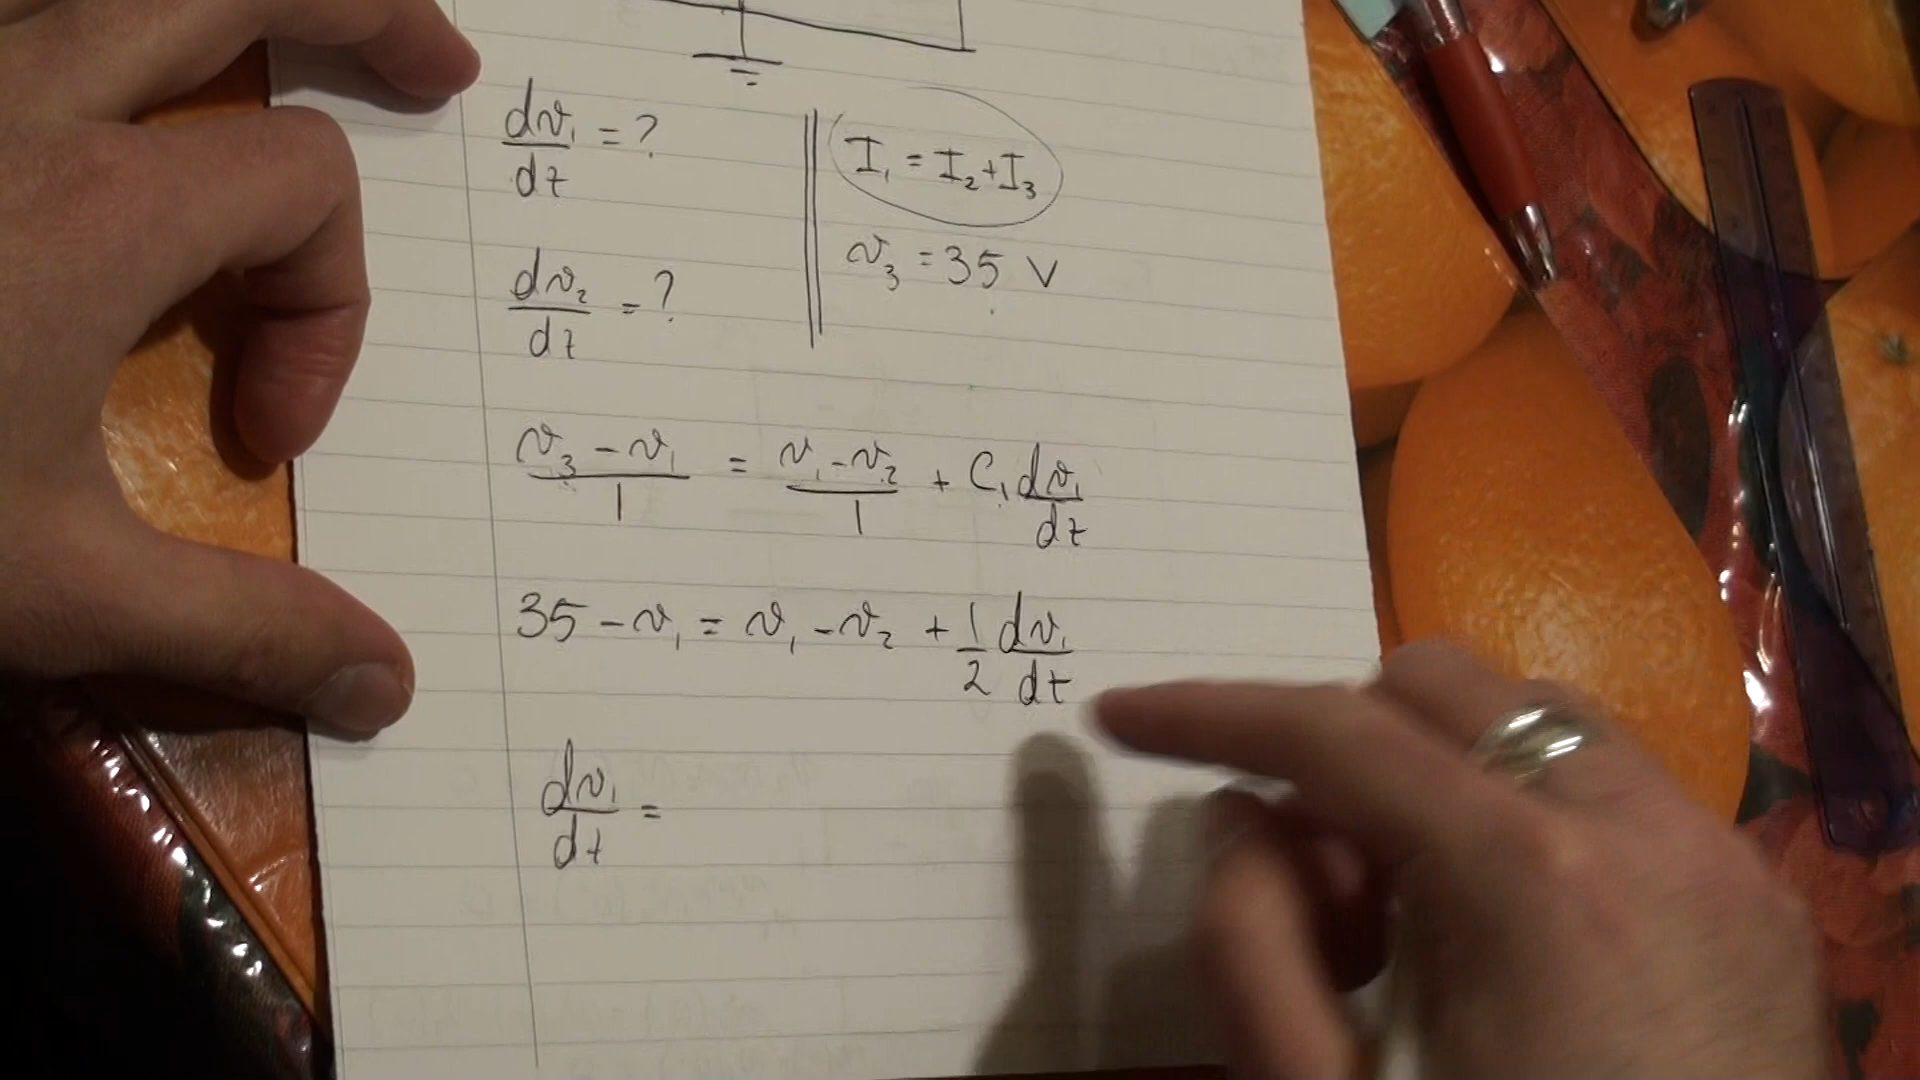 dv₁/dt = ?
I₁ = I₂ + I₃
v₃ = 35 V
dv₂/dt = ?
(v₃ - v₁)/1 = (v₁ - v₂)/1 + C₁ dv₁/dt
35 - v₁ = v₁ - v₂ + 1/2 dv₁/dt
dv₁/dt =